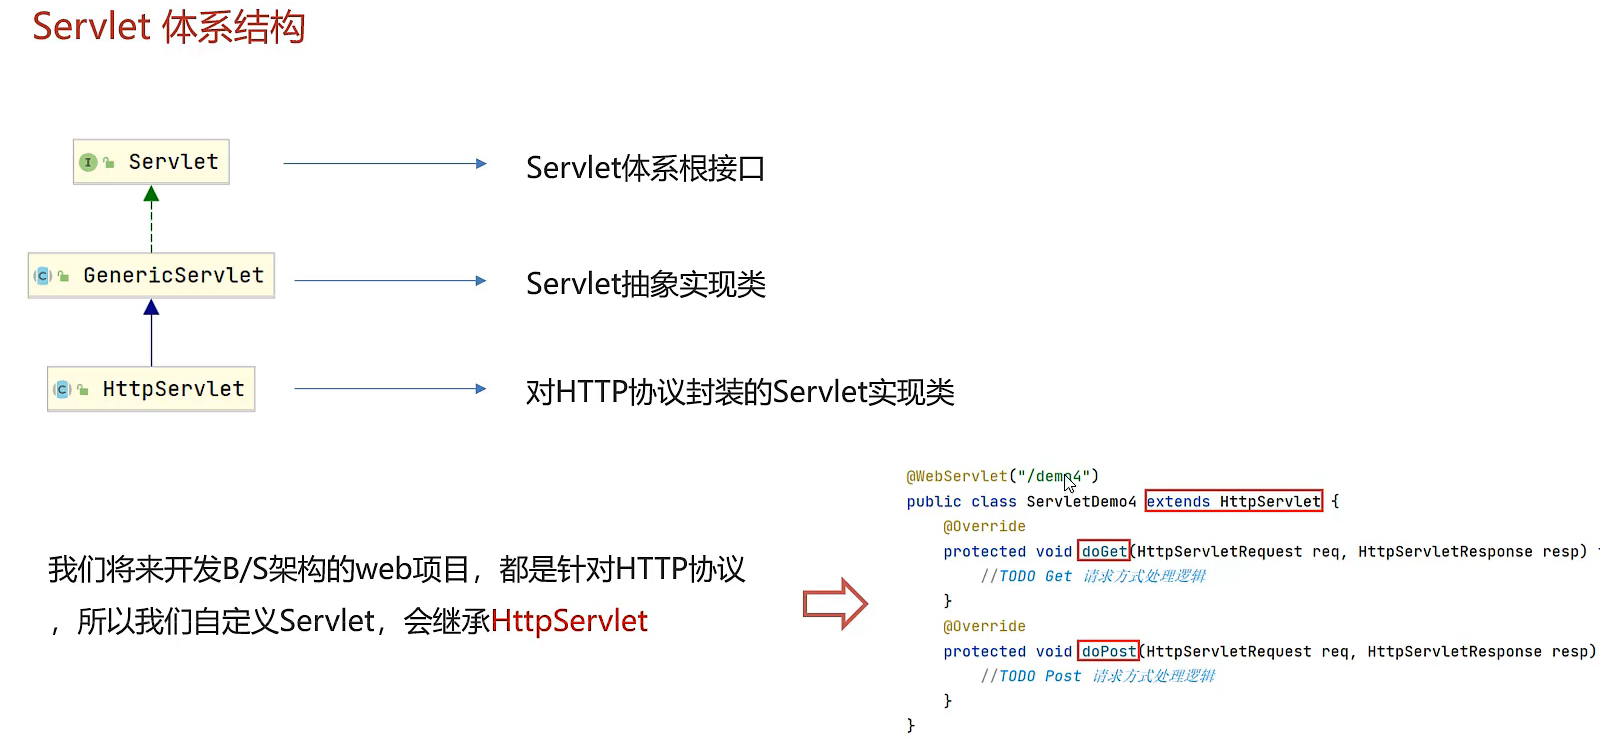 Servlet 体系结构
Servlet
Servlet体系根接口
GenericServlet
Servlet抽象实现类
HttpServlet
对HTTP协议封装的Servlet实现类
我们将来开发B/S架构的web项目，都是针对HTTP协议
，所以我们自定义Servlet，会继承HttpServlet
@WebServlet("/demo4")
public class ServletDemo4 extends HttpServlet {
@Override
protected void doGet(HttpServletRequest req, HttpServletResponse resp)
//TODO Get 请求方式处理逻辑
}
@Override
protected void doPost(HttpServletRequest req, HttpServletResponse resp)
//TODO Post 请求方式处理逻辑
}
}